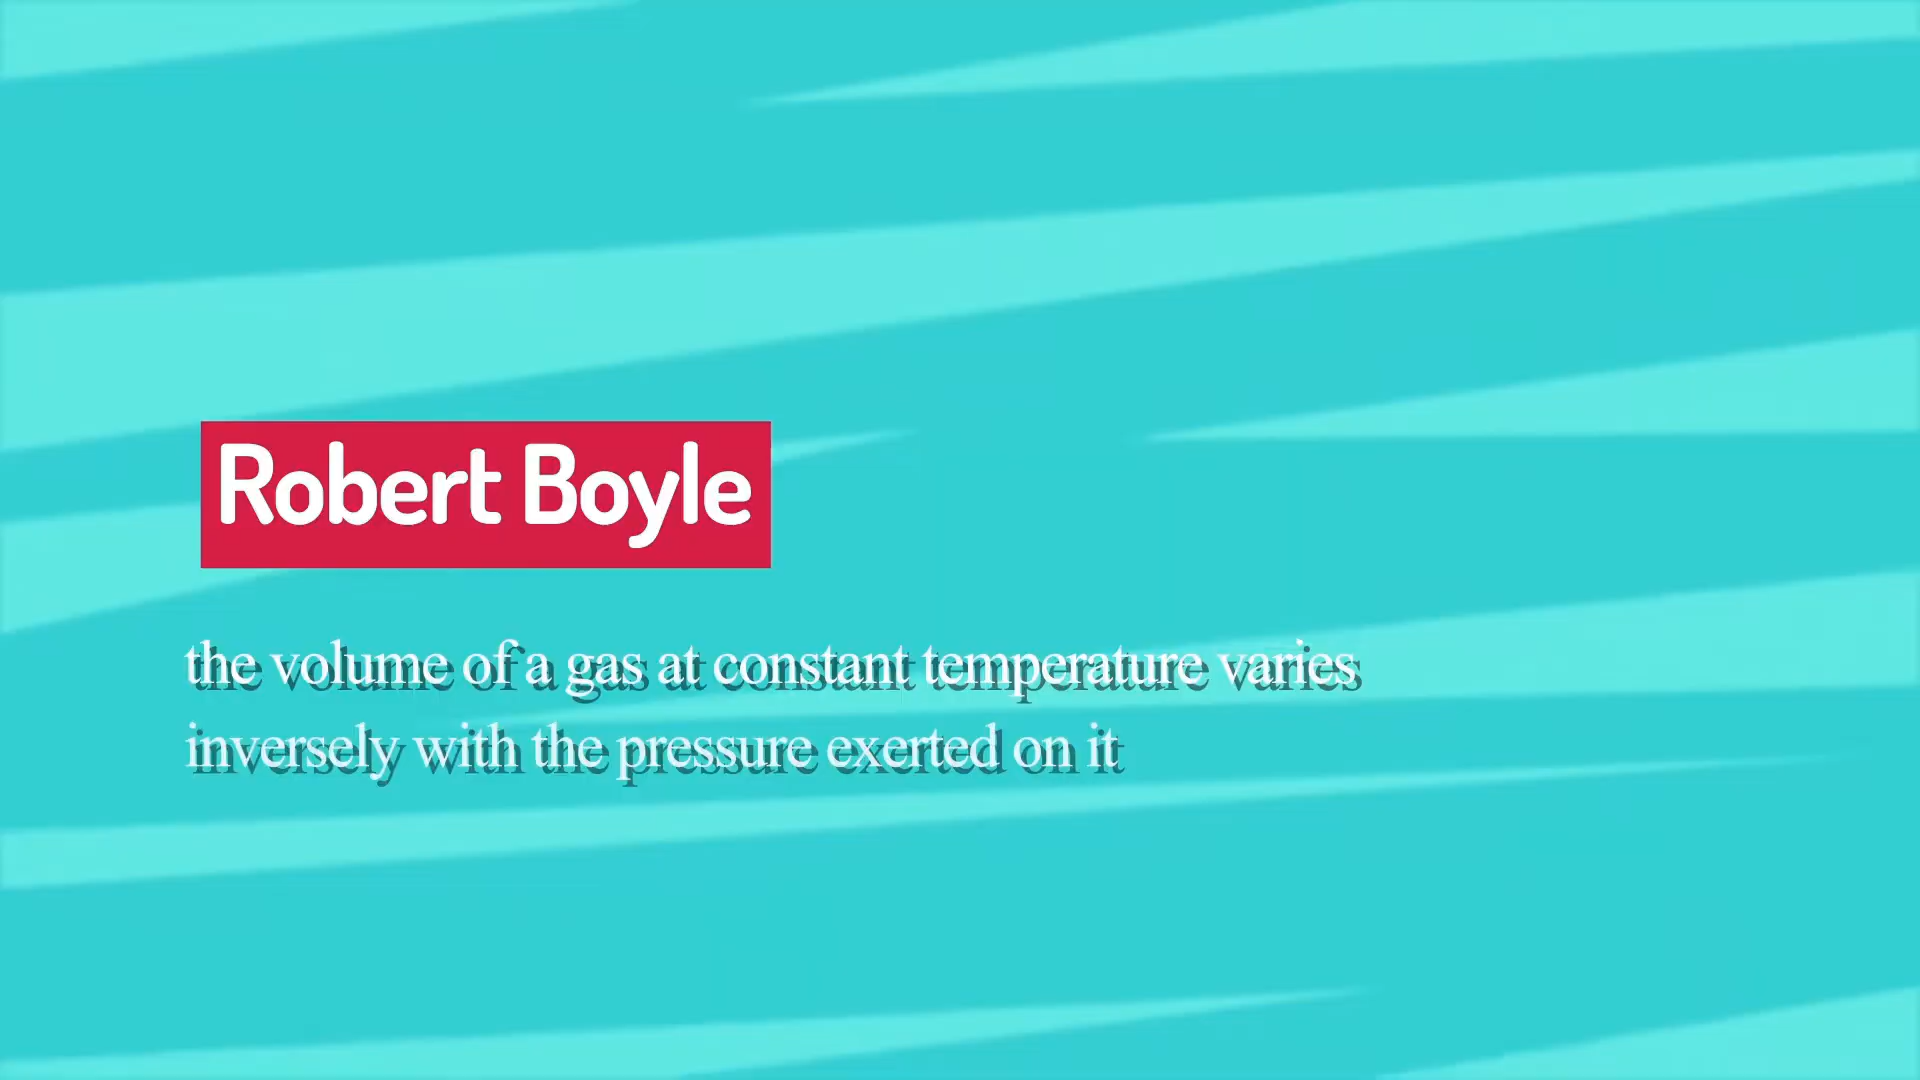 Robert Boyle
the volume of a gas at constant temperature varies
inversely with the pressure exerted on it